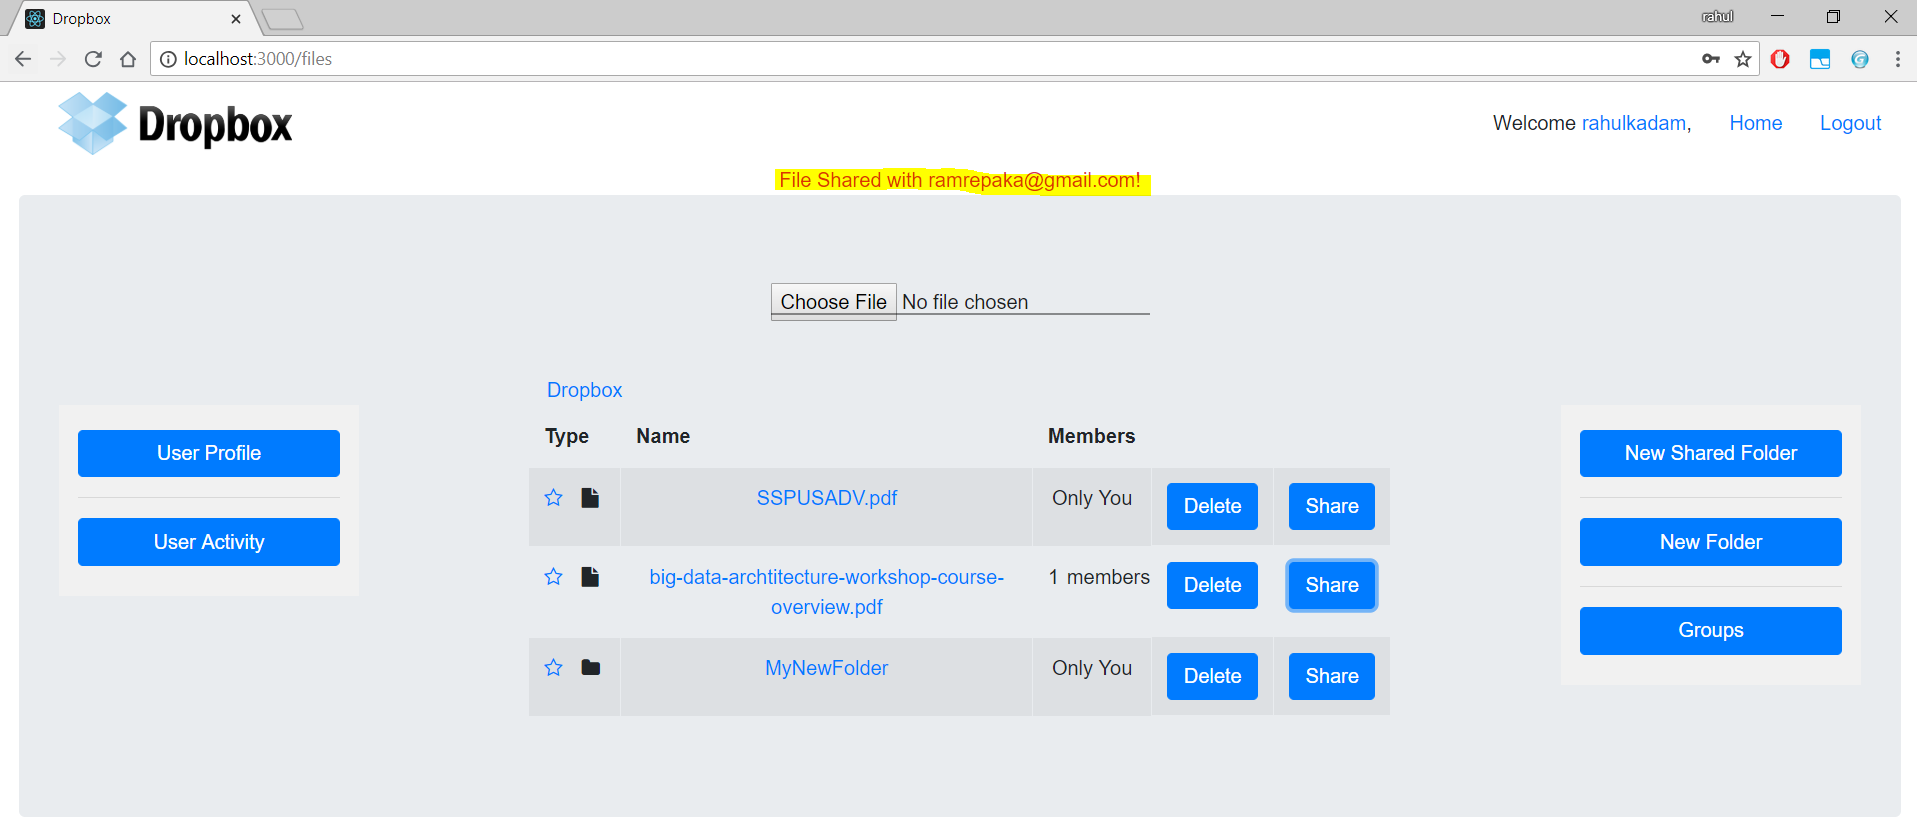 Dropbox
rahul
localhost:3000/files
Dropbox
Welcome rahulkadam,
Home
Logout
File Shared with ramrepaka@gmail.com!
Choose File No file chosen
Dropbox
Type Name Members
User Profile
User Activity
SSPUSADV.pdf Only You Delete Share
big-data-archtitecture-workshop-course-
overview.pdf
1 members Delete Share
MyNewFolder Only You Delete Share
New Shared Folder
New Folder
Groups